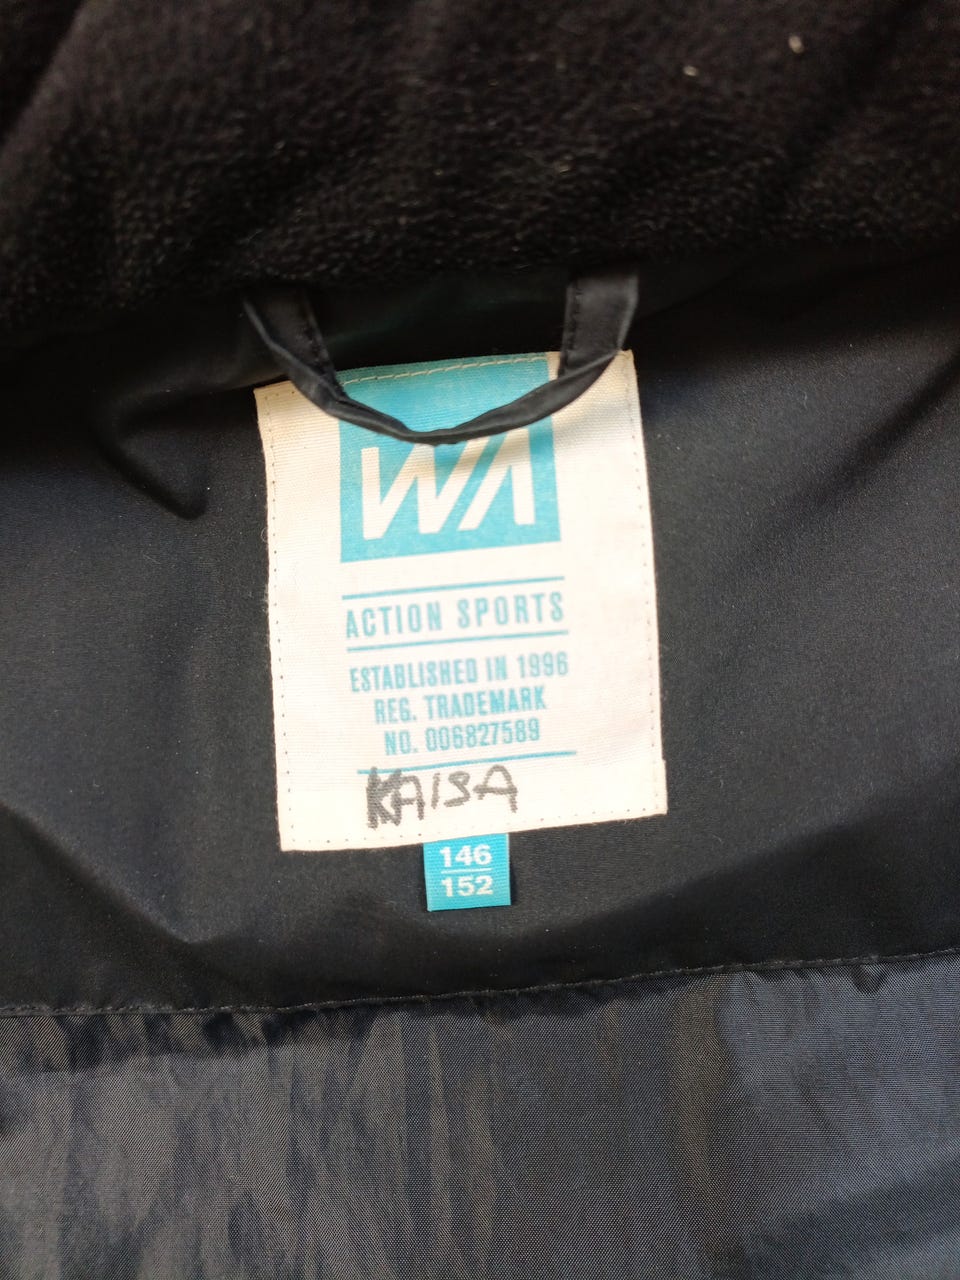 WA
ACTION SPORTS
ESTABLISHED IN 1996
REG. TRADEMARK
NO. 006827589
KAISA
146
152